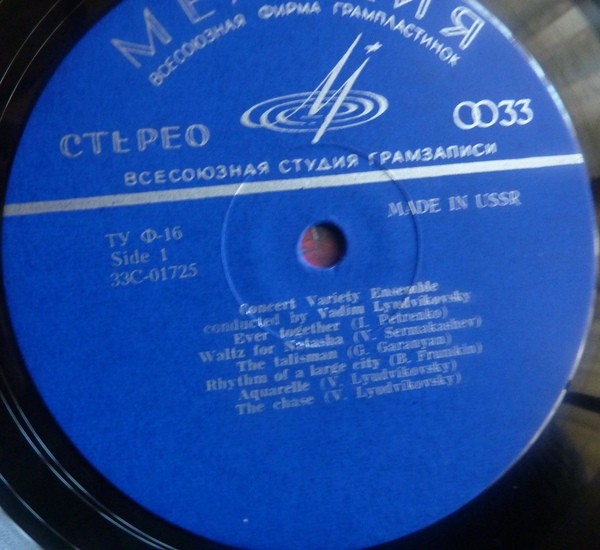 МЕЛОДИЯ
ВСЕСОЮЗНАЯ ФИРМА ГРАМПЛАСТИНОК
СТЕРЕО
33
ВСЕСОЮЗНАЯ СТУДИЯ ГРАМЗАПИСИ
MADE IN USSR
ТУ Ф-16
Side 1
33С-01725
Concert Variety Ensemble
conducted by Vadim Lyudvikovsky
Ever together (I. Petrenko)
Waltz for Natasha (V. Sermakashev)
The talisman (G. Garanyan)
Rhythm of a large city (B. Frumkin)
Aquarelle (V. Lyudvikovsky)
The chase (V. Lyudvikovsky)